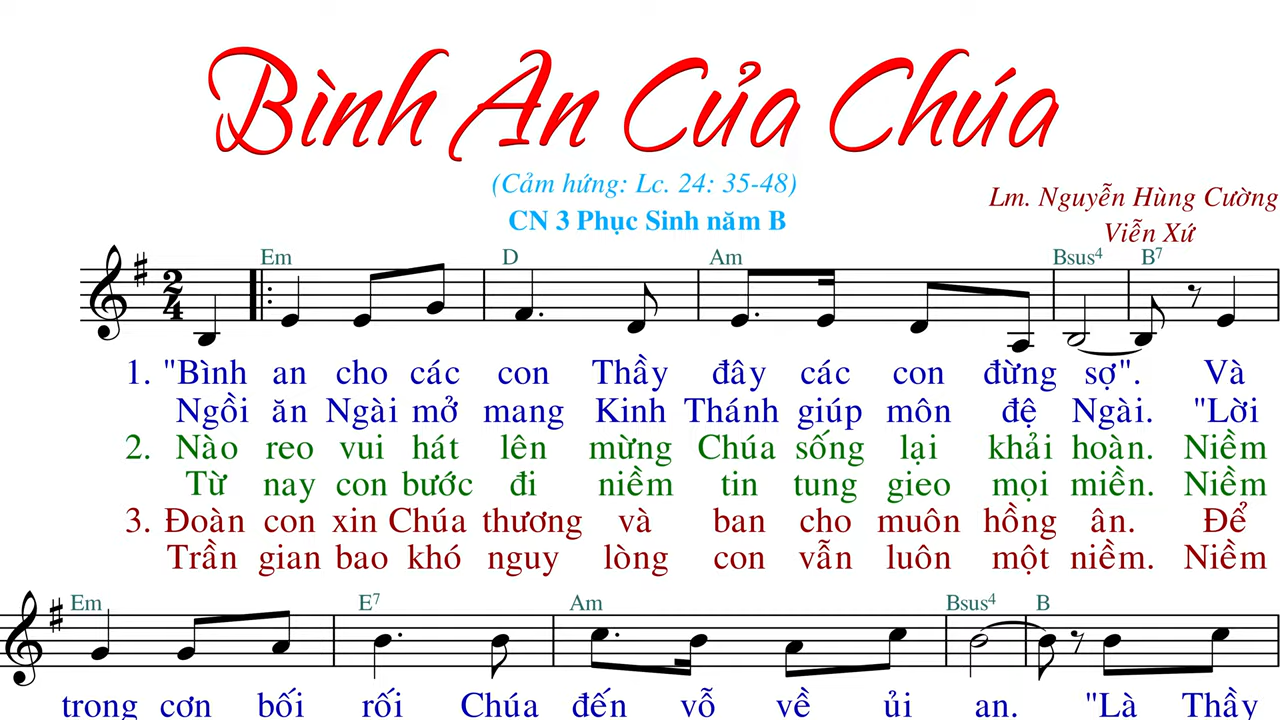 Bình Ân Của Chúa
(Cảm hứng: Lc. 24: 35-48)
CN 3 Phục Sinh năm B
Lm. Nguyễn Hùng Cường
Viễn Xứ
Em D Am Bsus4 B7
2
4
1. "Bình an cho các con Thầy đây các con đừng sợ". Và
Ngồi ăn Ngài mở mang Kinh Thánh giúp môn đệ Ngài. "Lời
2. Nào reo vui hát lên mừng Chúa sống lại khải hoàn. Niềm
Từ nay con bước đi niềm tin tung gieo mọi miền. Niềm
3. Đoàn con xin Chúa thương và ban cho muôn hồng ân. Để
Trần gian bao khó nguy lòng con vẫn luôn một niềm. Niềm
Em E7 Am Bsus4 B
trong cơn bối rối Chúa đến vỗ về ủi an. "Là Thầy